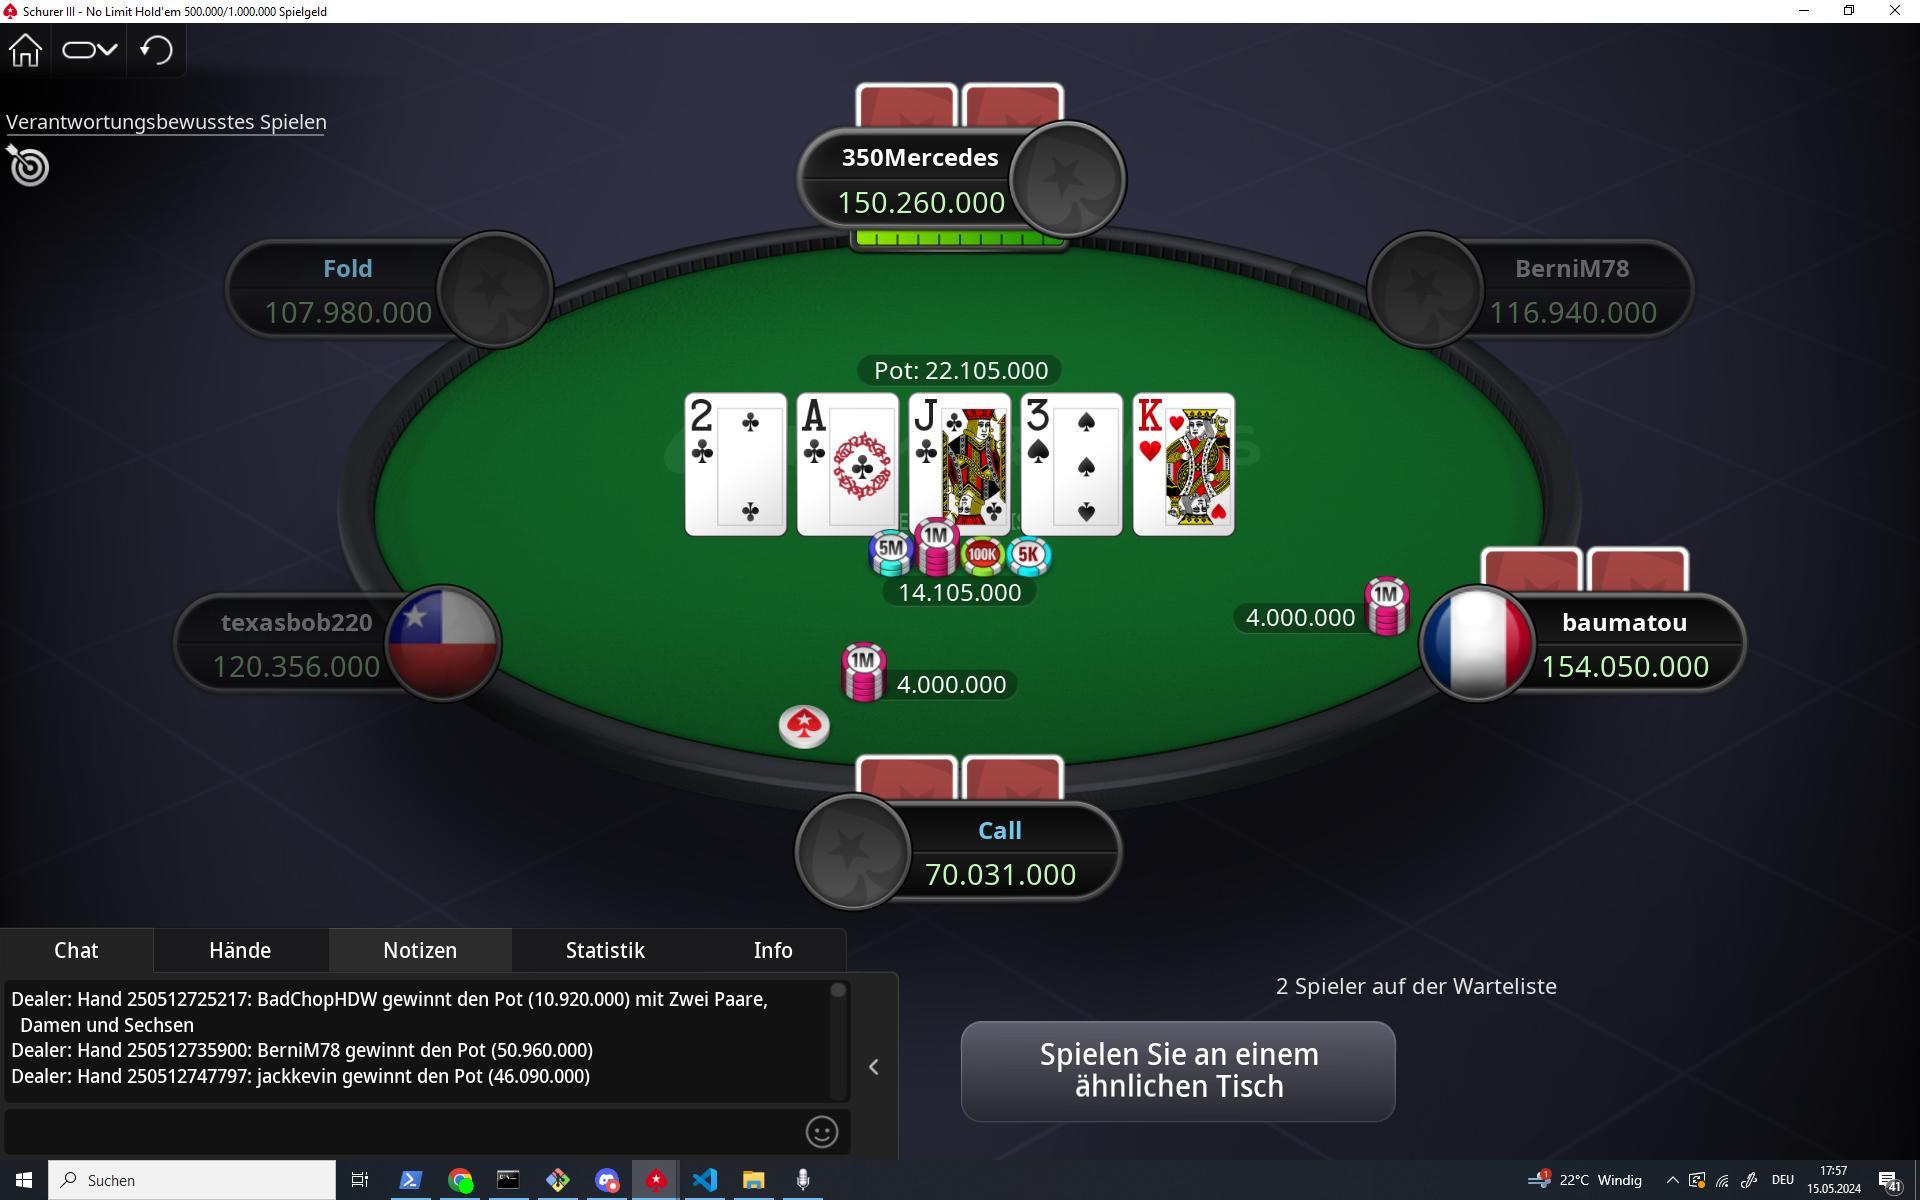 Schurer III - No Limit Hold'em 500.000/1.000.000 Spielgeld
Verantwortungsbewusstes Spielen
350Mercedes
150.260.000
Fold
107.980.000
BerniM78
116.940.000
Pot: 22.105.000
2
A
J
3
K
5M
1M
100K
5K
14.105.000
texasbob220
120.356.000
4.000.000
1M
baumatou
154.050.000
1M
4.000.000
Call
70.031.000
Chat
Hände
Notizen
Statistik
Info
Dealer: Hand 250512725217: BadChopHDW gewinnt den Pot (10.920.000) mit Zwei Paare,
Damen und Sechsen
Dealer: Hand 250512735900: BerniM78 gewinnt den Pot (50.960.000)
Dealer: Hand 250512747797: jackkevin gewinnt den Pot (46.090.000)
2 Spieler auf der Warteliste
Spielen Sie an einem
ähnlichen Tisch
Suchen
1
22°C Windig
DEU
17:57
15.05.2024
41